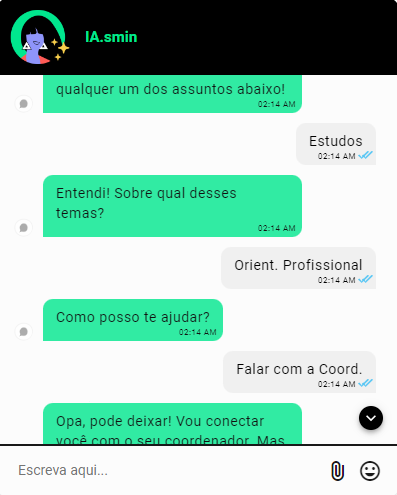 IA.smin
qualquer um dos assuntos abaixo!
02:14 AM
Estudos
02:14 AM
Entendi! Sobre qual desses
temas?
02:14 AM
Orient. Profissional
02:14 AM
Como posso te ajudar?
02:14 AM
Falar com a Coord.
02:14 AM
Opa, pode deixar! Vou conectar
você com o seu coordenador. Mas
Escreva aqui...